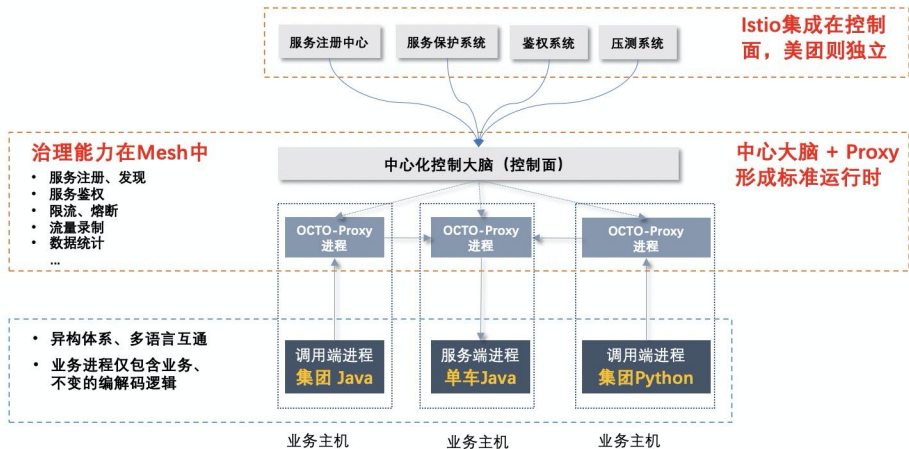 Istio集成在控制
面，美团则独立
服务注册中心
服务保护系统
鉴权系统
压测系统
治理能力在Mesh中
• 服务注册、发现
• 服务鉴权
• 限流、熔断
• 流量录制
• 数据统计
...
中心化控制大脑（控制面）
中心大脑 + Proxy
形成标准运行时
OCTO-Proxy
进程
OCTO-Proxy
进程
OCTO-Proxy
进程
• 异构体系、多语言互通
• 业务进程仅包含业务、
不变的编解码逻辑
调用端进程
集团 Java
服务端进程
单车Java
调用端进程
集团Python
业务主机
业务主机
业务主机